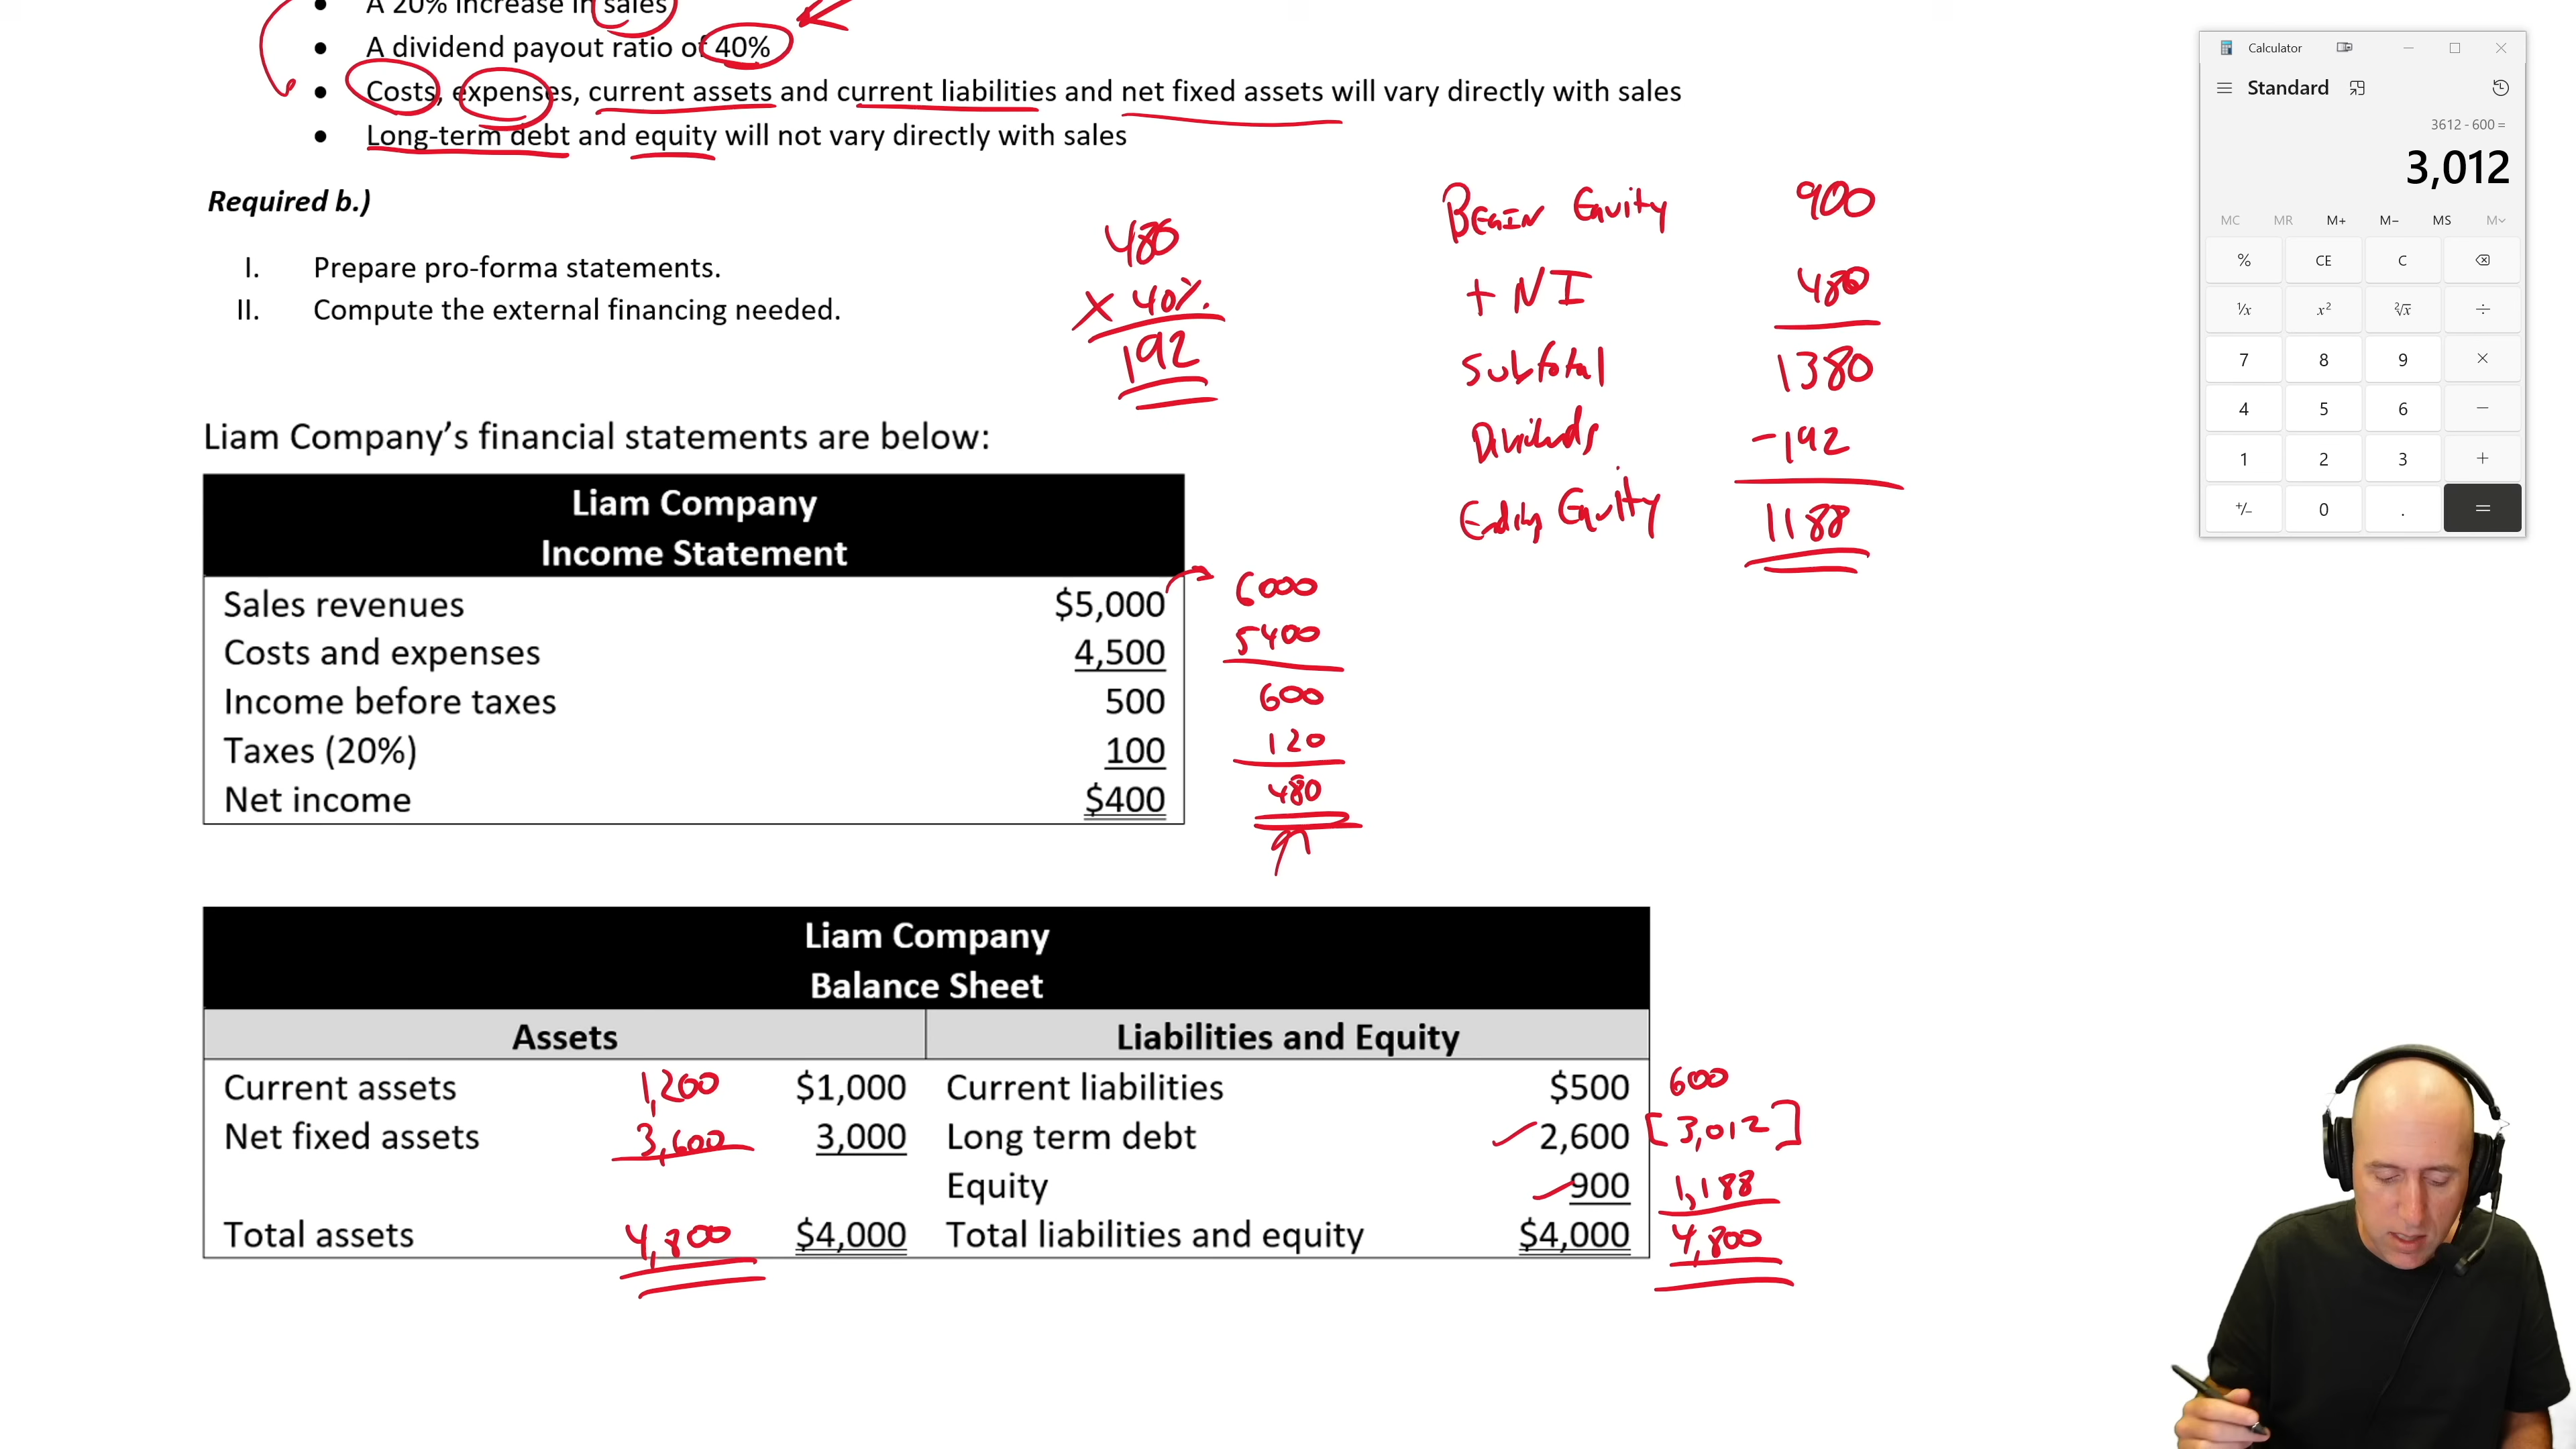 • A 20% increase in sales
• A dividend payout ratio of 40%
• Costs, expenses, current assets and current liabilities and net fixed assets will vary directly with sales
• Long-term debt and equity will not vary directly with sales
Required b.)
I. Prepare pro-forma statements.
II. Compute the external financing needed.
480
X 40%.
192
BEGIN Equity 900
+ NI 480
Subtotal 1380
Dividends -192
Ending Equity 1188
Liam Company's financial statements are below:
Liam Company
Income Statement
Sales revenues $5,000 6000
Costs and expenses 4,500 5400
Income before taxes 500 600
Taxes (20%) 100 120
Net income $400 480
Liam Company
Balance Sheet
Assets Liabilities and Equity
Current assets 1,200 $1,000 Current liabilities $500 600
Net fixed assets 3,600 3,000 Long term debt 2,600 [3,012]
Equity 900 1,188
Total assets 4,800 $4,000 Total liabilities and equity $4,000 4,800
Calculator
Standard
3612 - 600 =
3,012
MC MR M+ M− MS M˅
% CE C
¹/x x² ²√x ÷
7 8 9 ×
4 5 6 −
1 2 3 +
+/− 0 . =